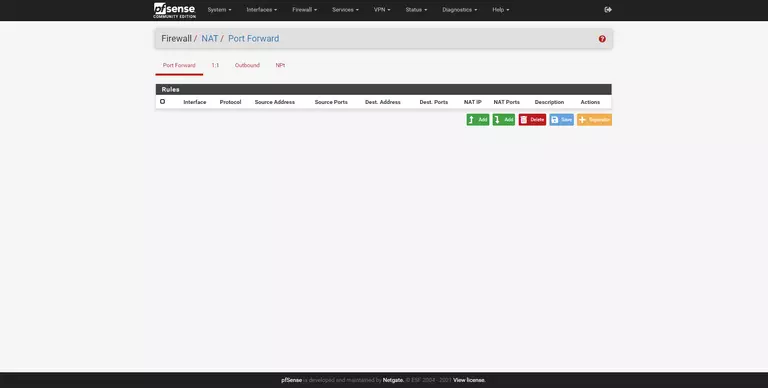 pfsense
COMMUNITY EDITION
System Interfaces Firewall Services VPN Status Diagnostics Help
Firewall / NAT / Port Forward
Port Forward 1:1 Outbound NPt
Rules
Interface Protocol Source Address Source Ports Dest. Address Dest. Ports NAT IP NAT Ports Description Actions
Add Add Delete Save Separator
pfSense is developed and maintained by Netgate. © ESF 2004 - 2021 View license.